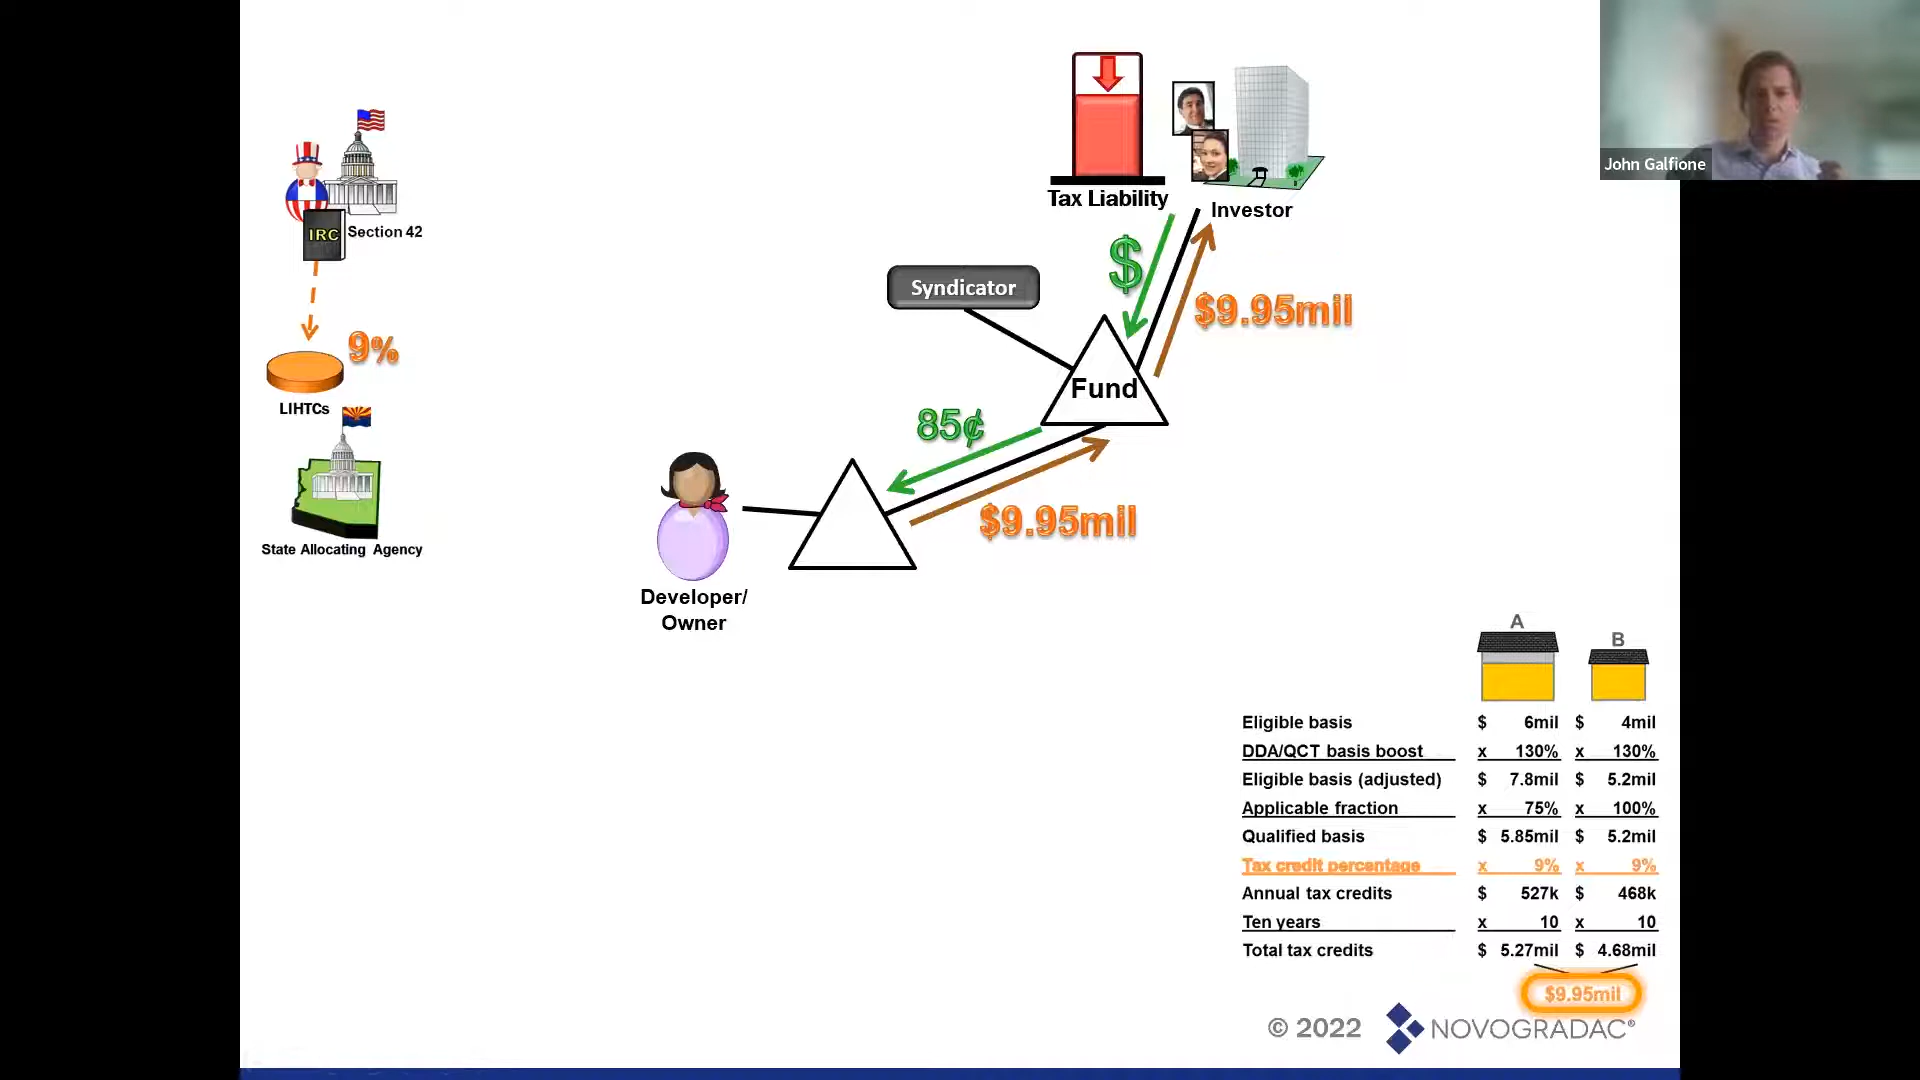 John Galfione
Tax Liability
Investor
IRC
Section 42
$
Syndicator
$9.95mil
9%
Fund
LIHTCs
85¢
$9.95mil
State Allocating Agency
Developer/
Owner
A
B
Eligible basis $ 6mil $ 4mil
DDA/QCT basis boost x 130% x 130%
Eligible basis (adjusted) $ 7.8mil $ 5.2mil
Applicable fraction x 75% x 100%
Qualified basis $ 5.85mil $ 5.2mil
Tax credit percentage x 9% x 9%
Annual tax credits $ 527k $ 468k
Ten years x 10 x 10
Total tax credits $ 5.27mil $ 4.68mil
$9.95mil
© 2022 NOVOGRADAC®